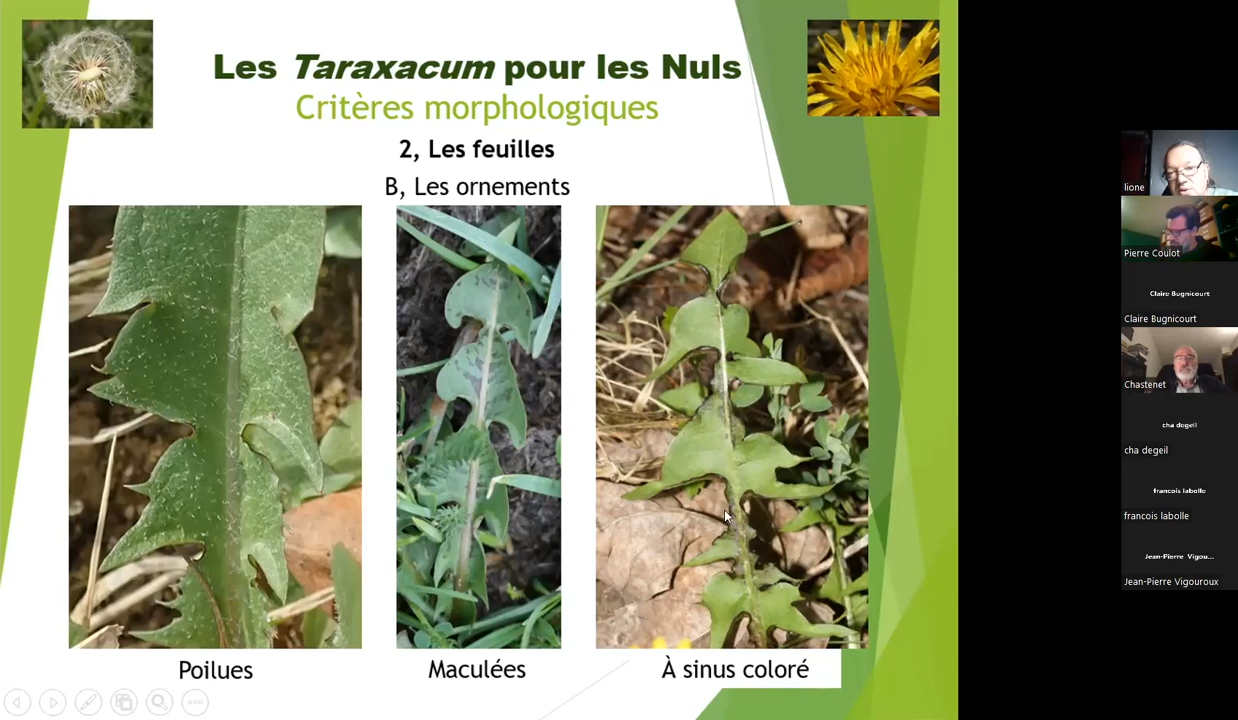 Les Taraxacum pour les Nuls
Critères morphologiques
2, Les feuilles
B, Les ornements
Poilues
Maculées
À sinus coloré
lione
Pierre Coulot
Claire Bugnicourt
Claire Bugnicourt
Chastenet
cha degeil
cha degeil
francois labolle
francois labolle
Jean-Pierre Vigou...
Jean-Pierre Vigouroux